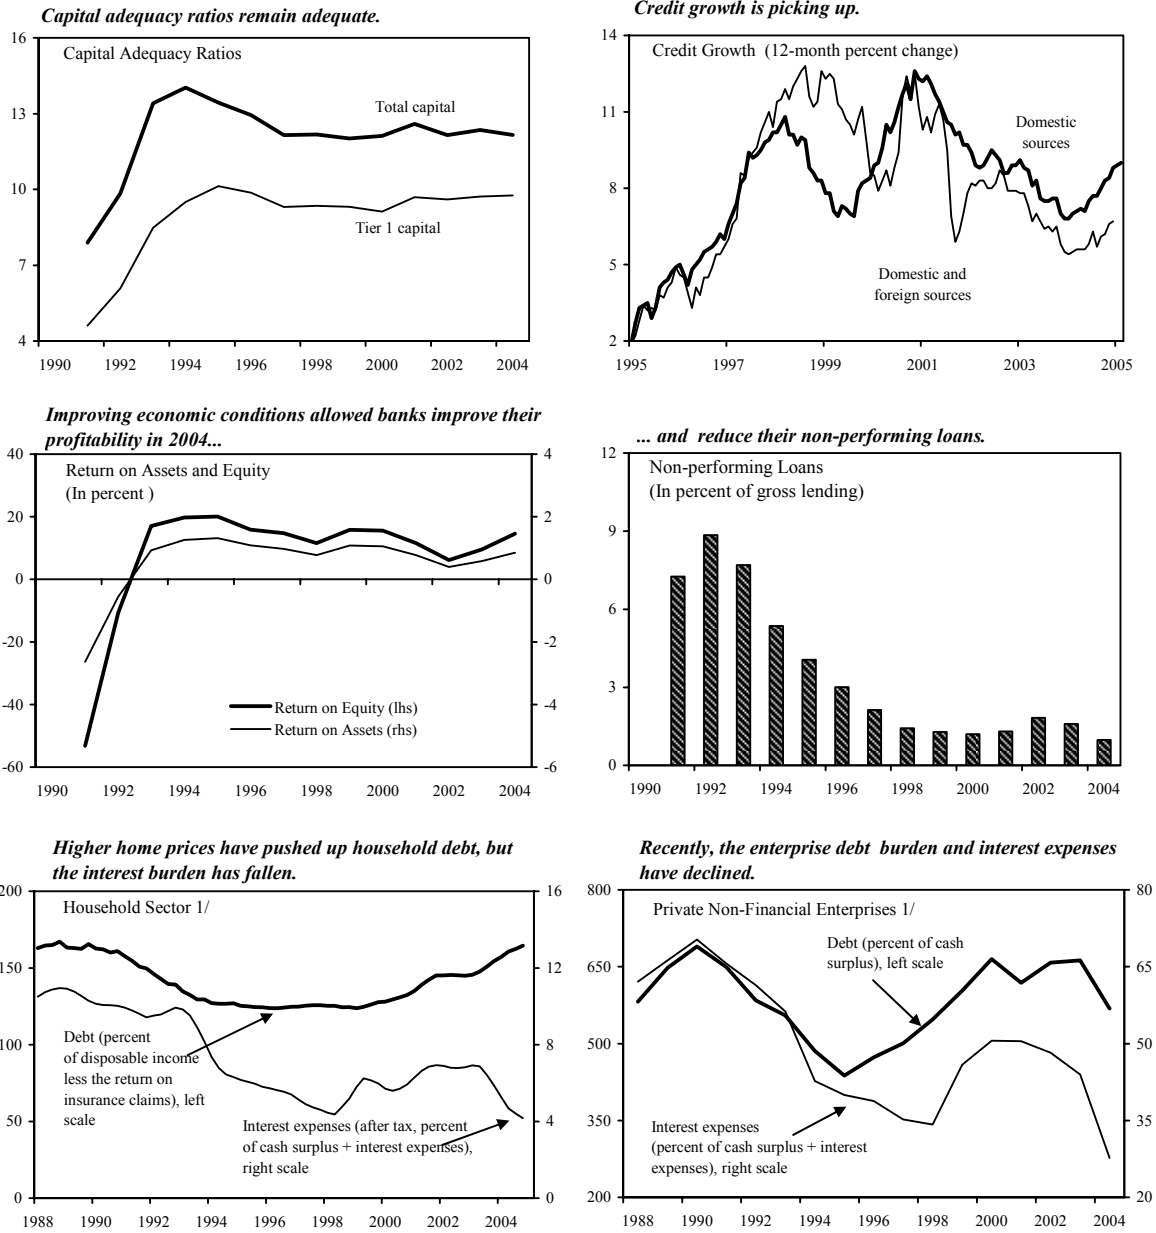 Capital adequacy ratios remain adequate.
16
13
10
7
4
Capital Adequacy Ratios
Total capital
Tier 1 capital
1990 1992 1994 1996 1998 2000 2002 2004
Credit growth is picking up.
14
11
8
5
2
Credit Growth (12-month percent change)
Domestic
sources
Domestic and
foreign sources
1995 1997 1999 2001 2003 2005
Improving economic conditions allowed banks improve their
profitability in 2004...
40
20
0
-20
-40
-60
Return on Assets and Equity
(In percent )
Return on Equity (lhs)
Return on Assets (rhs)
4
2
0
-2
-4
-6
1990 1992 1994 1996 1998 2000 2002 2004
... and reduce their non-performing loans.
12
9
6
3
0
Non-performing Loans
(In percent of gross lending)
1990 1992 1994 1996 1998 2000 2002 2004
Higher home prices have pushed up household debt, but
the interest burden has fallen.
200
150
100
50
0
Household Sector 1/
Debt (percent
of disposable income
less the return on
insurance claims), left
scale
Interest expenses (after tax, percent
of cash surplus + interest expenses),
right scale
16
12
8
4
0
1988 1990 1992 1994 1996 1998 2000 2002 2004
Recently, the enterprise debt burden and interest expenses
have declined.
800
650
500
350
200
Private Non-Financial Enterprises 1/
Debt (percent of cash
surplus), left scale
Interest expenses
(percent of cash surplus + interest
expenses), right scale
80
65
50
35
20
1988 1990 1992 1994 1996 1998 2000 2002 2004